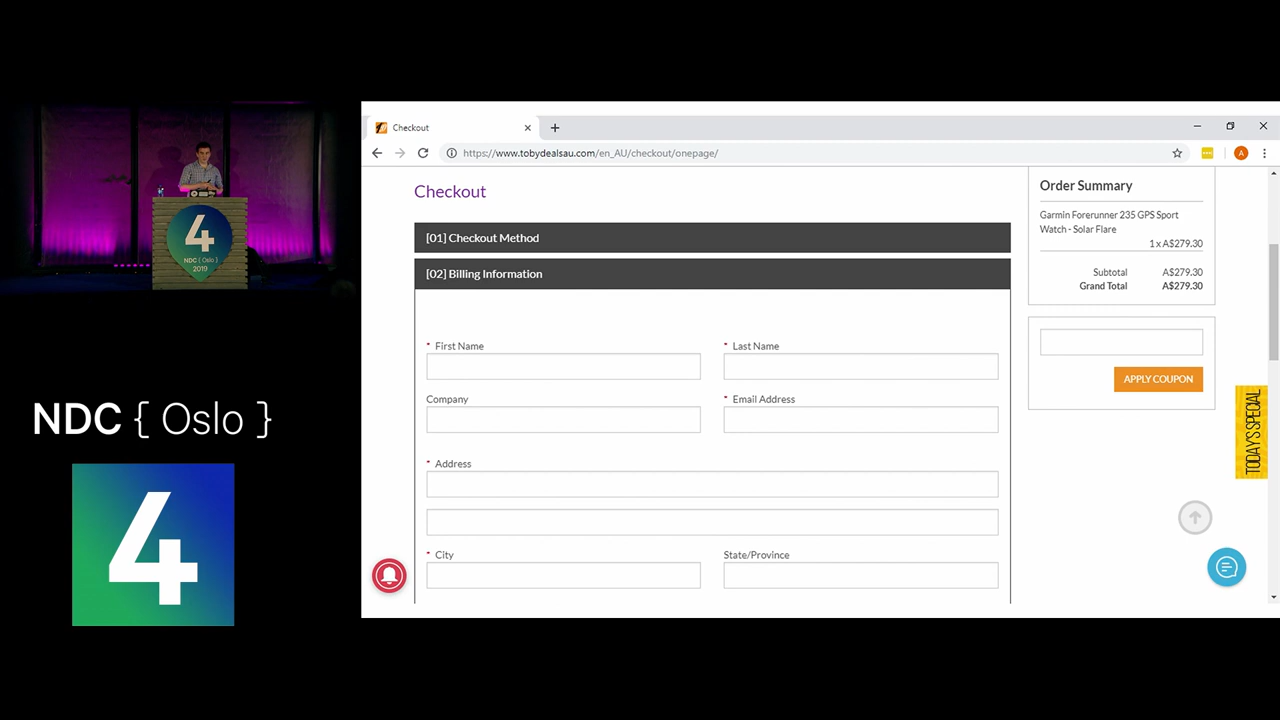 4
NDC { Oslo }
2019
NDC { Oslo }
4
Checkout
https://www.tobydealsau.com/en_AU/checkout/onepage/
A
Checkout
[01] Checkout Method
[02] Billing Information
* First Name
* Last Name
Company
* Email Address
* Address
* City
State/Province
Order Summary
Garmin Forerunner 235 GPS Sport
Watch - Solar Flare
1 x A$279.30
Subtotal A$279.30
Grand Total A$279.30
APPLY COUPON
TODAY'S SPECIAL